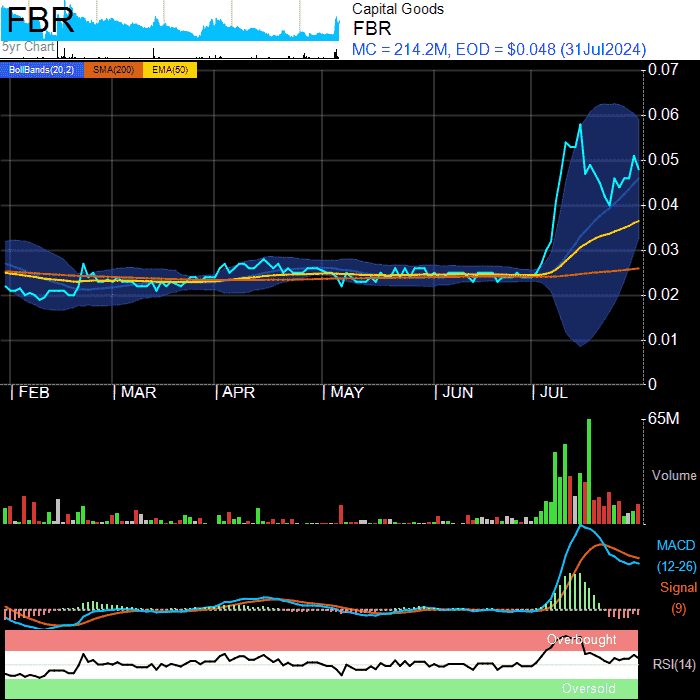 FBR
5yr Chart
Capital Goods
FBR
MC = 214.2M, EOD = $0.048 (31Jul2024)
BollBands(20,2) SMA(200) EMA(50)
0.07
0.06
0.05
0.04
0.03
0.02
0.01
0
FEB MAR APR MAY JUN JUL
65M
Volume
MACD
(12-26)
Signal
(9)
Overbought
RSI(14)
Oversold